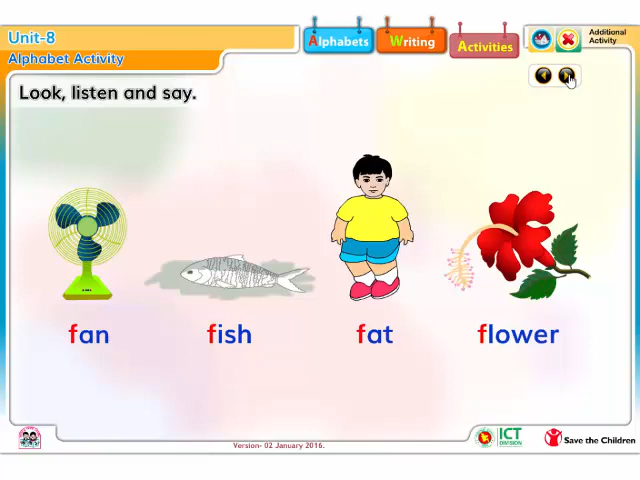 Unit-8
Alphabet Activity
Alphabets
Writing
Activities
Additional
Activity
Look, listen and say.
fan
fish
fat
flower
Version- 02 January 2016.
ICT
DIVISION
Save the Children